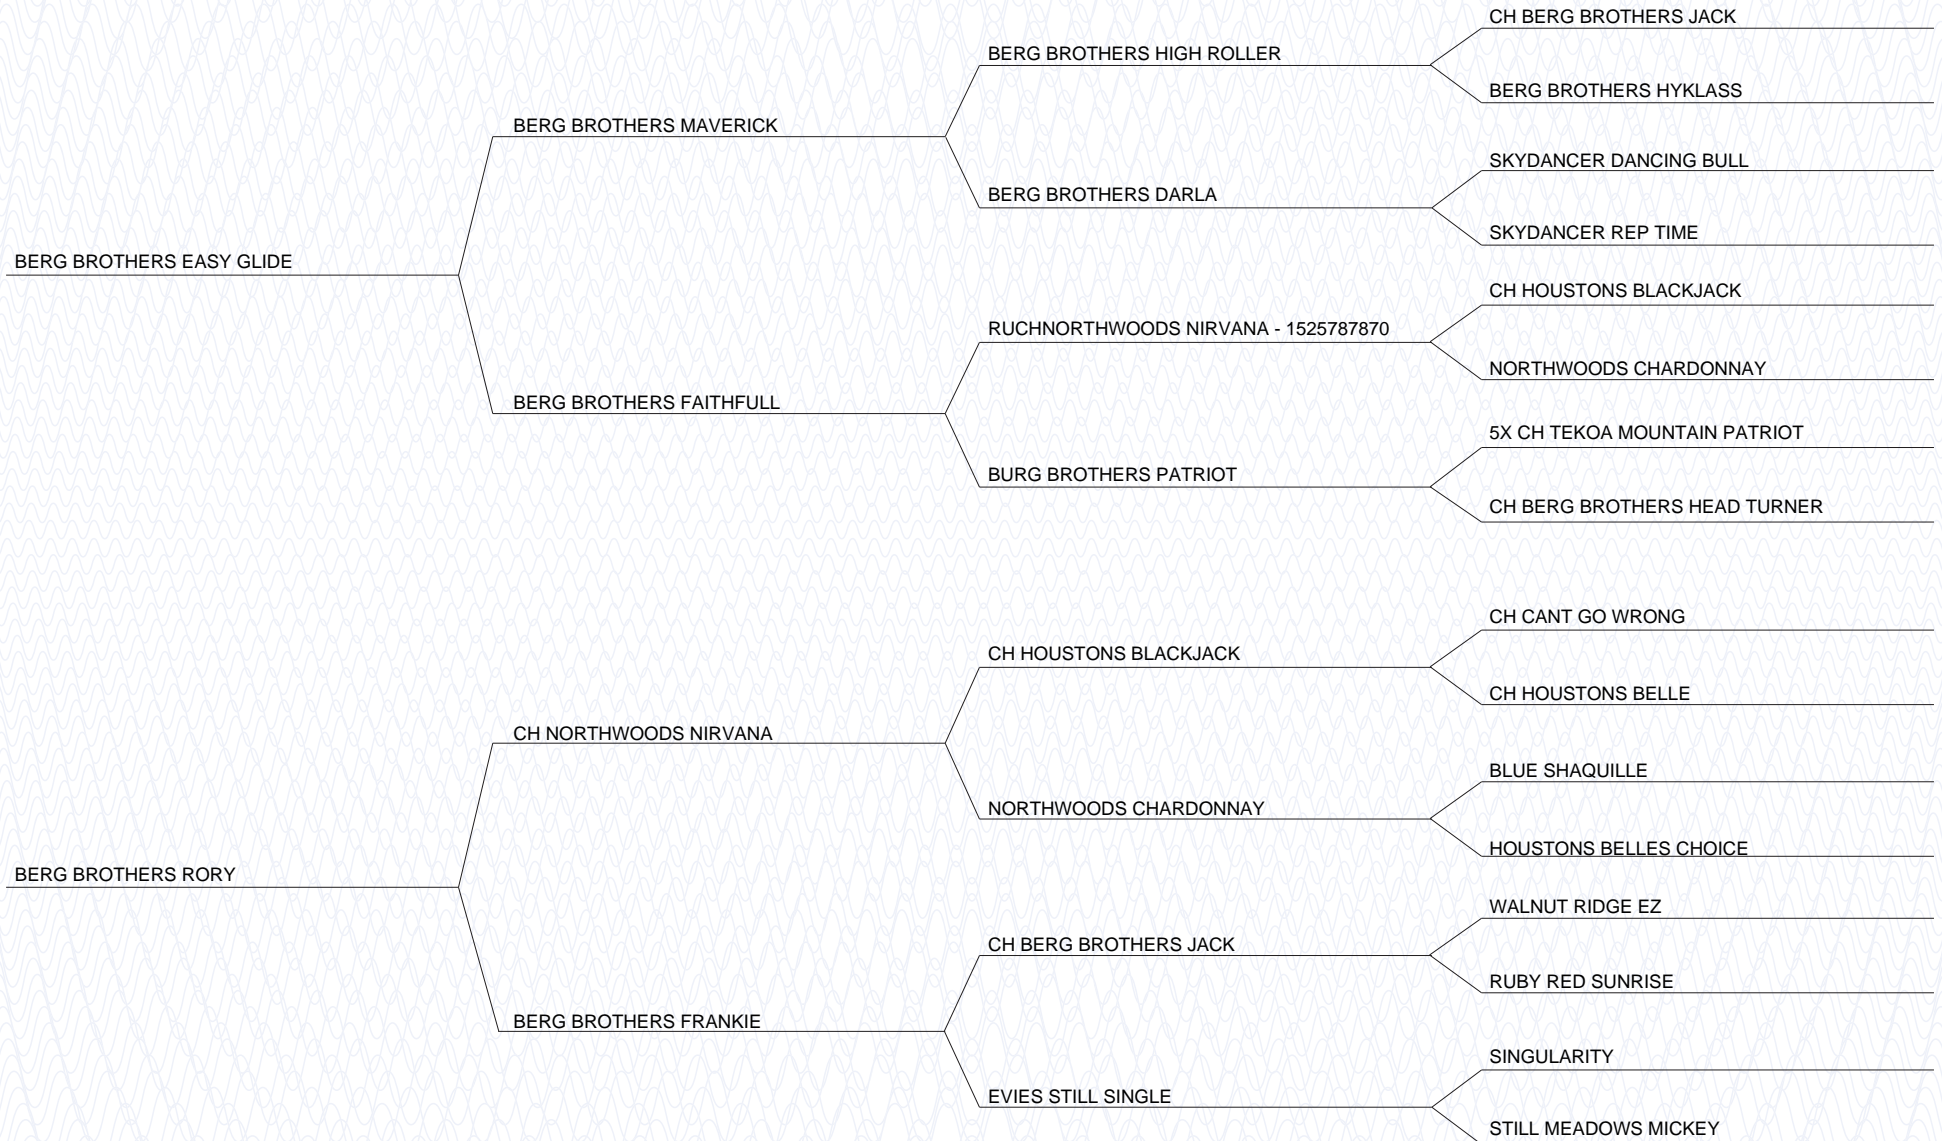 CH BERG BROTHERS JACK
BERG BROTHERS HIGH ROLLER
BERG BROTHERS HYKLASS
BERG BROTHERS MAVERICK
SKYDANCER DANCING BULL
BERG BROTHERS DARLA
SKYDANCER REP TIME
BERG BROTHERS EASY GLIDE
CH HOUSTONS BLACKJACK
RUCHNORTHWOODS NIRVANA - 1525787870
NORTHWOODS CHARDONNAY
BERG BROTHERS FAITHFULL
5X CH TEKOA MOUNTAIN PATRIOT
BURG BROTHERS PATRIOT
CH BERG BROTHERS HEAD TURNER
CH CANT GO WRONG
CH HOUSTONS BLACKJACK
CH HOUSTONS BELLE
CH NORTHWOODS NIRVANA
BLUE SHAQUILLE
NORTHWOODS CHARDONNAY
HOUSTONS BELLES CHOICE
BERG BROTHERS RORY
WALNUT RIDGE EZ
CH BERG BROTHERS JACK
RUBY RED SUNRISE
BERG BROTHERS FRANKIE
SINGULARITY
EVIES STILL SINGLE
STILL MEADOWS MICKEY